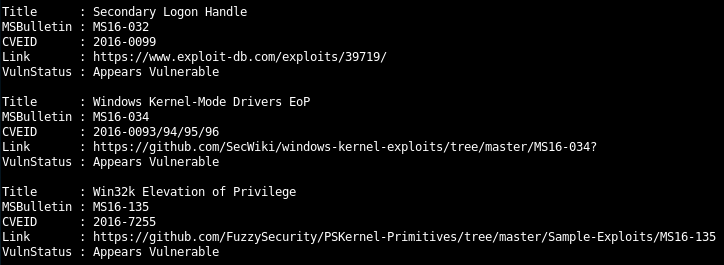 Title      : Secondary Logon Handle
MSBulletin : MS16-032
CVEID      : 2016-0099
Link       : https://www.exploit-db.com/exploits/39719/
VulnStatus : Appears Vulnerable
Title      : Windows Kernel-Mode Drivers EoP
MSBulletin : MS16-034
CVEID      : 2016-0093/94/95/96
Link       : https://github.com/SecWiki/windows-kernel-exploits/tree/master/MS16-034?
VulnStatus : Appears Vulnerable
Title      : Win32k Elevation of Privilege
MSBulletin : MS16-135
CVEID      : 2016-7255
Link       : https://github.com/FuzzySecurity/PSKernel-Primitives/tree/master/Sample-Exploits/MS16-135
VulnStatus : Appears Vulnerable